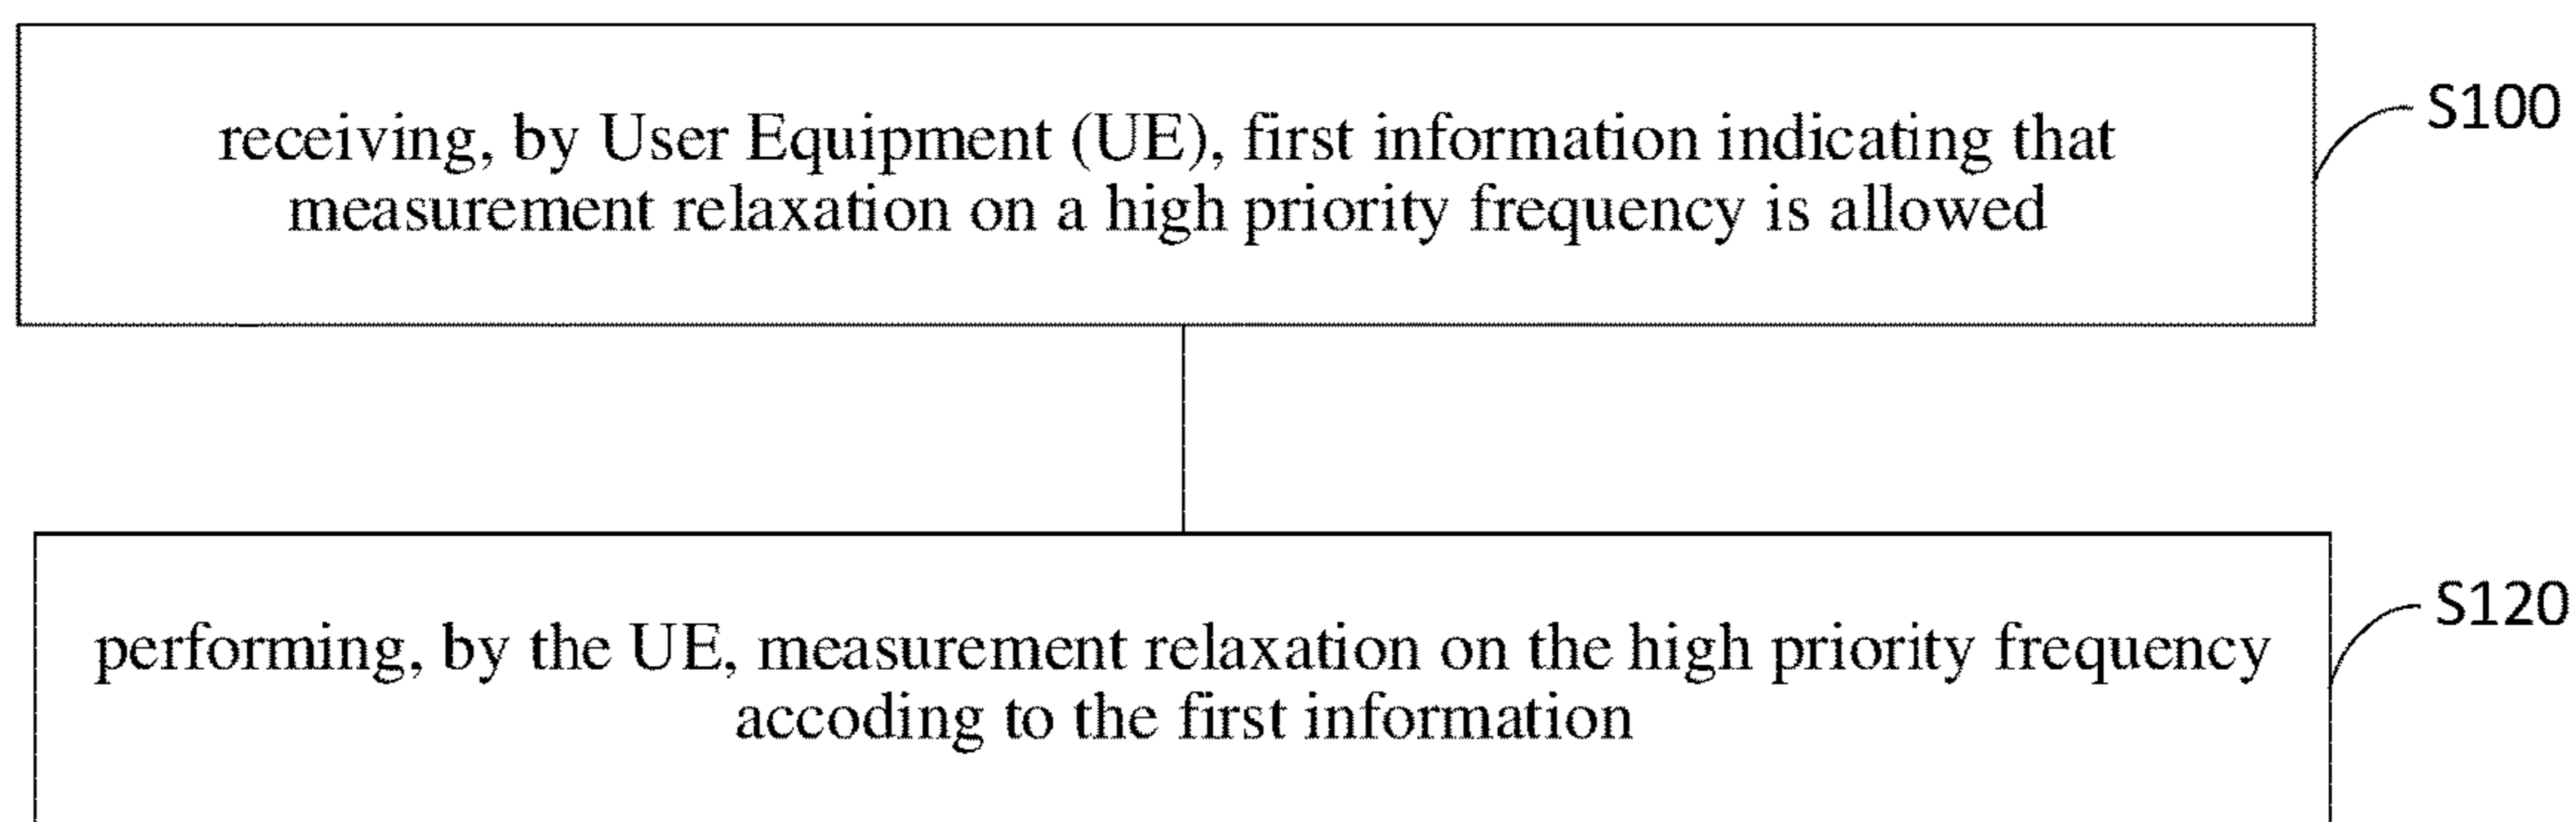 receiving, by User Equipment (UE), first information indicating that
measurement relaxation on a high priority frequency is allowed
S100
performing, by the UE, measurement relaxation on the high priority frequency
accoding to the first information
S120